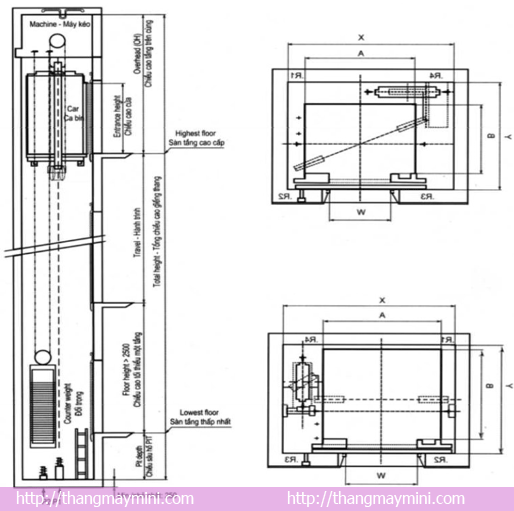 Machine - Máy kéo
Overhead (OH)
Chiều cao tầng trên cùng
Car
Ca bin
Entrance height
Chiều cao cửa
Highest floor
Sàn tầng cao cấp
Travel - Hành trình
Total height - Tổng chiều cao giếng thang
Floor height > 2500
Chiều cao tối thiểu một tầng
Counter weight
Đối trọng
Lowest floor
Sàn tầng thấp nhất
Pit depth
Chiều sâu hố PIT
X
A
R1.
R4.
B
Y
R2.
R3.
W
X
A
R4.
R1.
B
Y
R3.
R2.
W
http://thangmaymini.com
http://thangmaymini.com